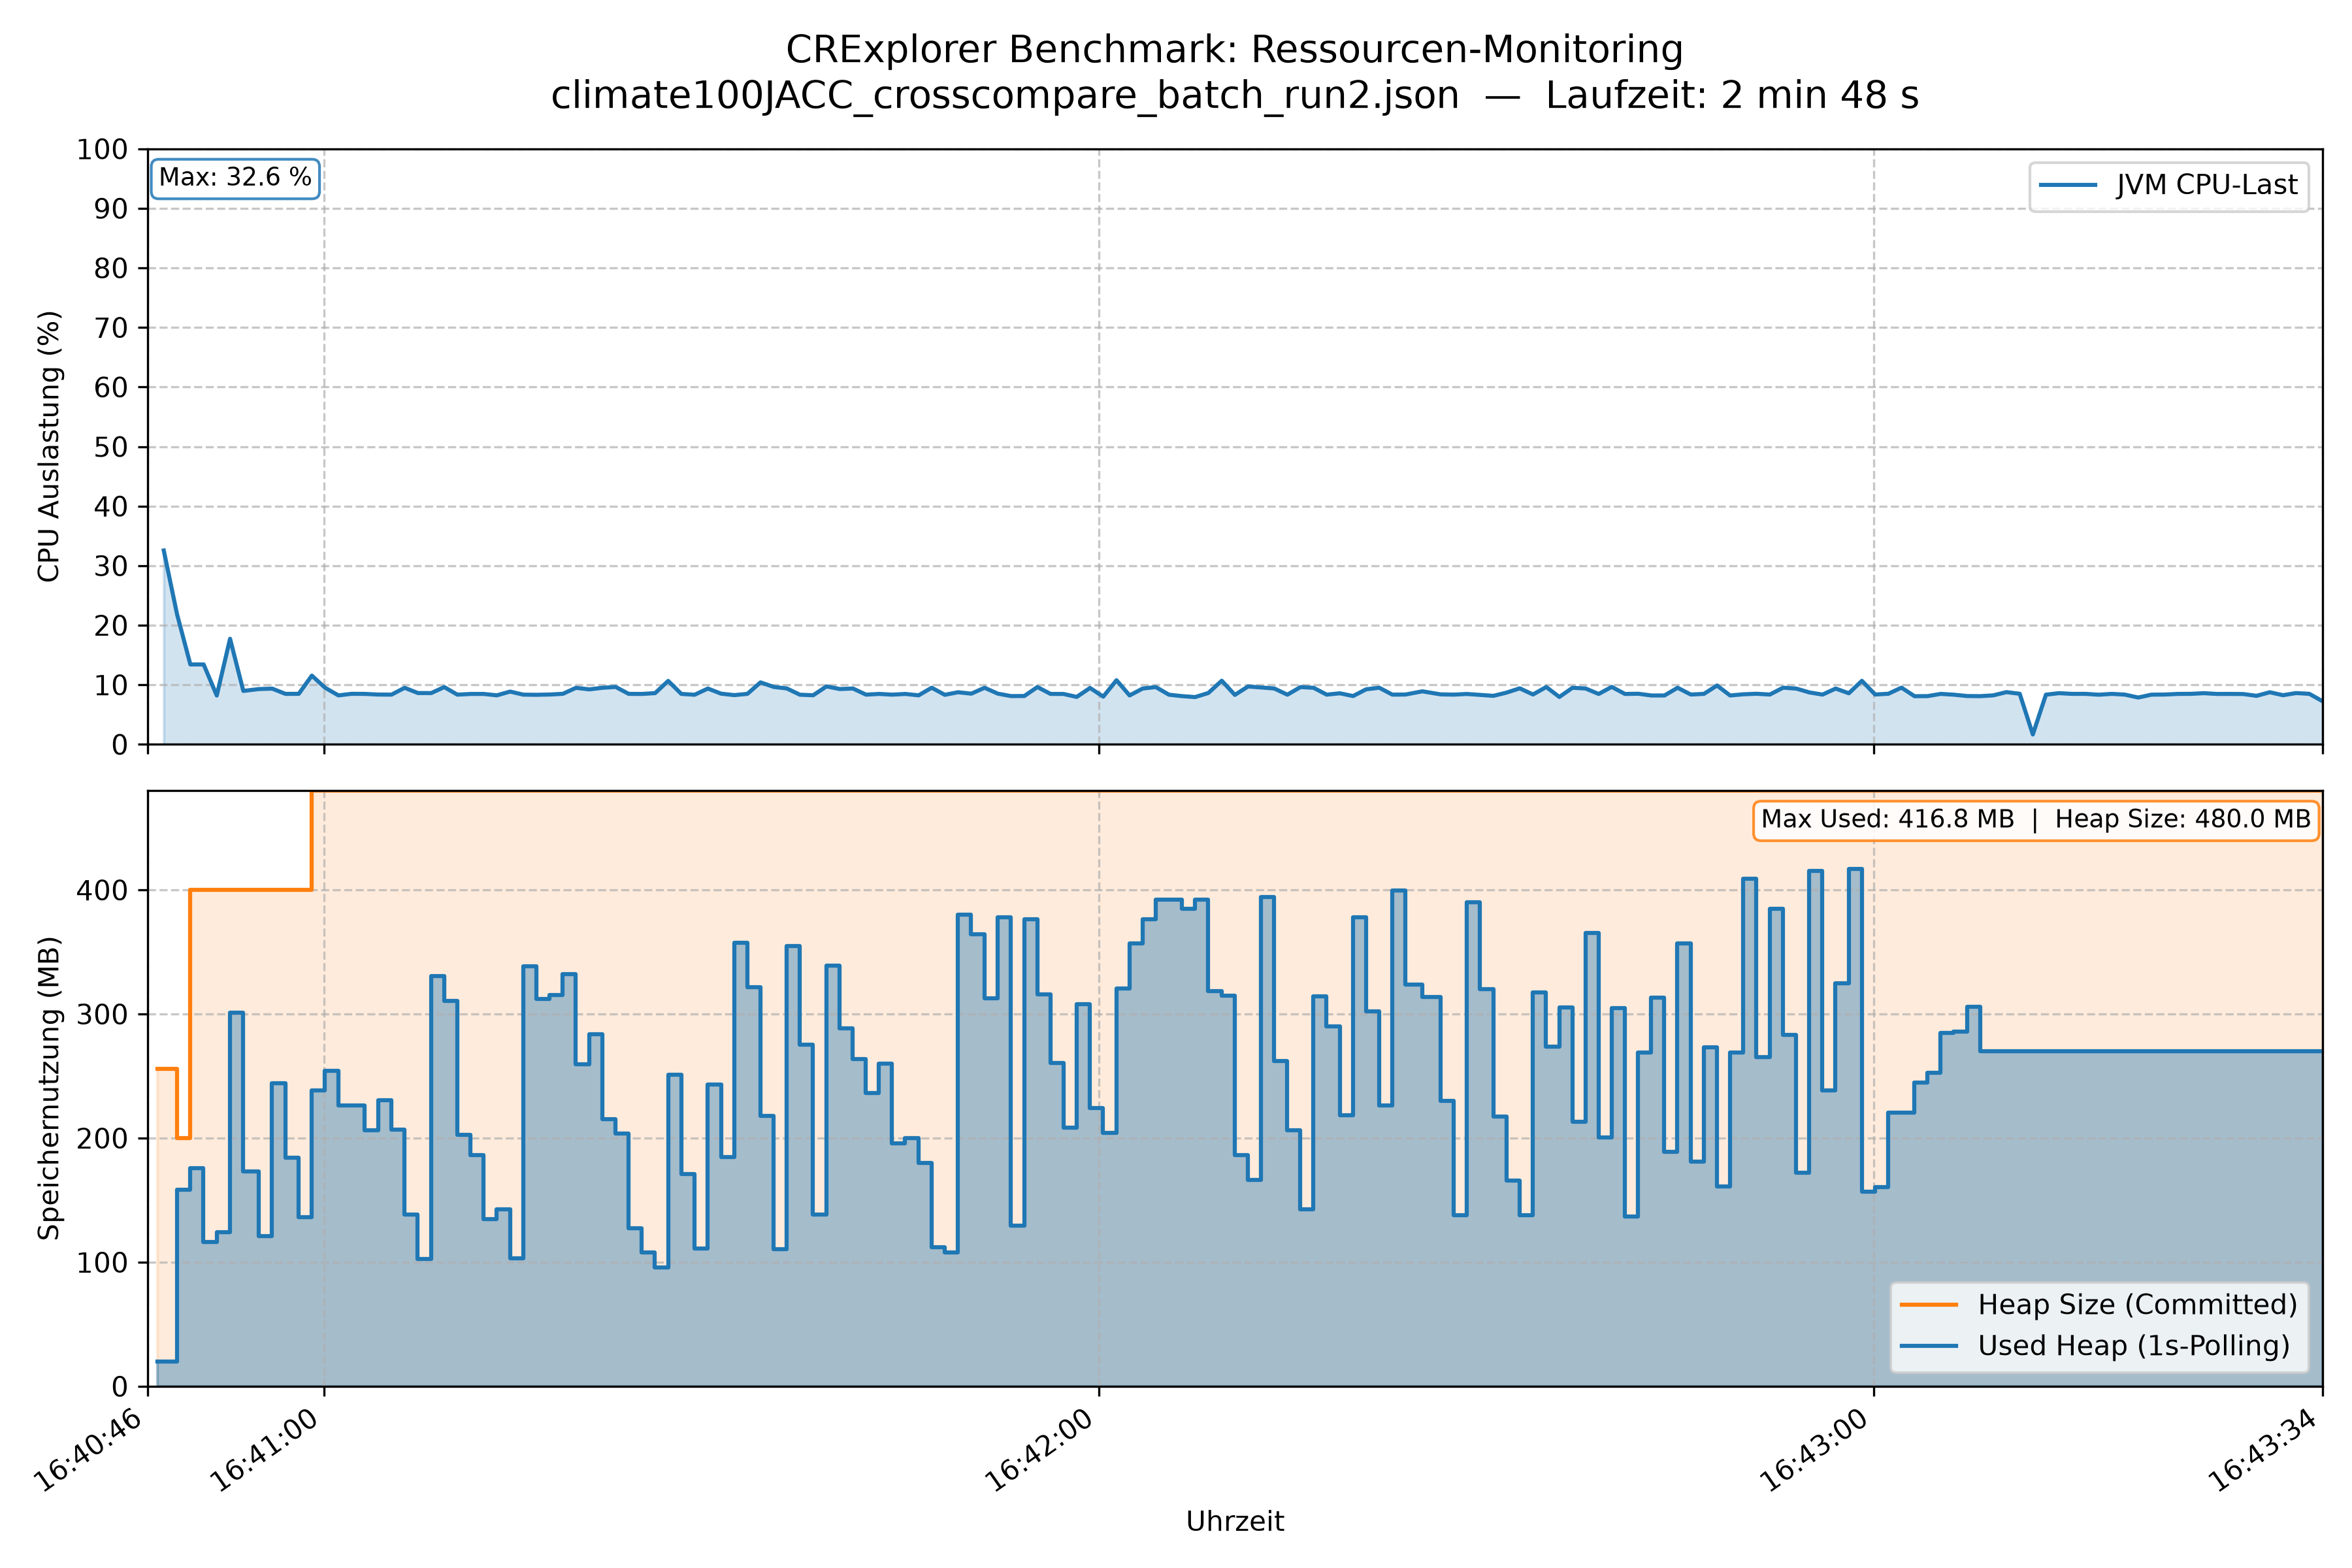 CRExplorer Benchmark: Ressourcen-Monitoring
climate100JACC_crosscompare_batch_run2.json — Laufzeit: 2 min 48 s
CPU Auslastung (%)
100
90
80
70
60
50
40
30
20
10
0
Max: 32.6 %
JVM CPU-Last
Speichernutzung (MB)
400
300
200
100
0
Max Used: 416.8 MB | Heap Size: 480.0 MB
Heap Size (Committed)
Used Heap (1s-Polling)
16:40:46
16:41:00
16:42:00
16:43:00
16:43:34
Uhrzeit